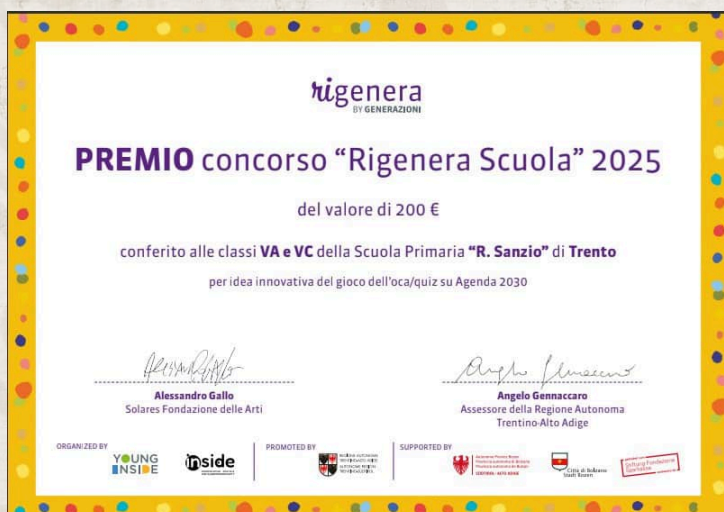 rigenera
BY GENERAZIONI
PREMIO concorso “Rigenera Scuola” 2025
del valore di 200 €
conferito alle classi VA e VC della Scuola Primaria “R. Sanzio” di Trento
per idea innovativa del gioco dell'oca/quiz su Agenda 2030
Alessandro Gallo
Solares Fondazione delle Arti
Angelo Gennaccaro
Assessore della Regione Autonoma
Trentino-Alto Adige
ORGANIZED BY
YOUNG
INSIDE
inside
PROMOTED BY
SUPPORTED BY
Città di Bolzano
Stadt Bozen
Stiftung Fondazione
Sparkasse